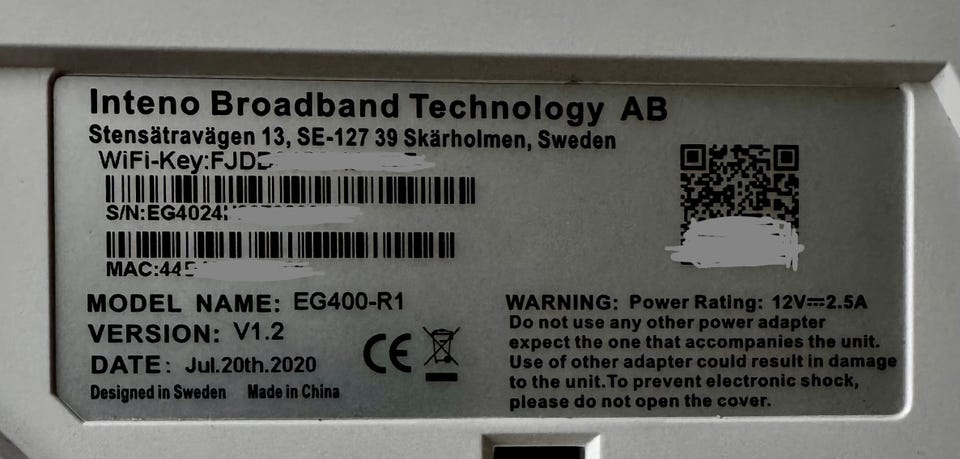 Inteno Broadband Technology AB
Stensätravägen 13, SE-127 39 Skärholmen, Sweden
WiFi-Key:
S/N:
MAC:
MODEL NAME: EG400-R1
VERSION: V1.2
DATE: Jul.20th.2020
Designed in Sweden Made in China
CE
WARNING: Power Rating: 12V⎓2.5A
Do not use any other power adapter
expect the one that accompanies the unit.
Use of other adapter could result in damage
to the unit.To prevent electronic shock,
please do not open the cover.